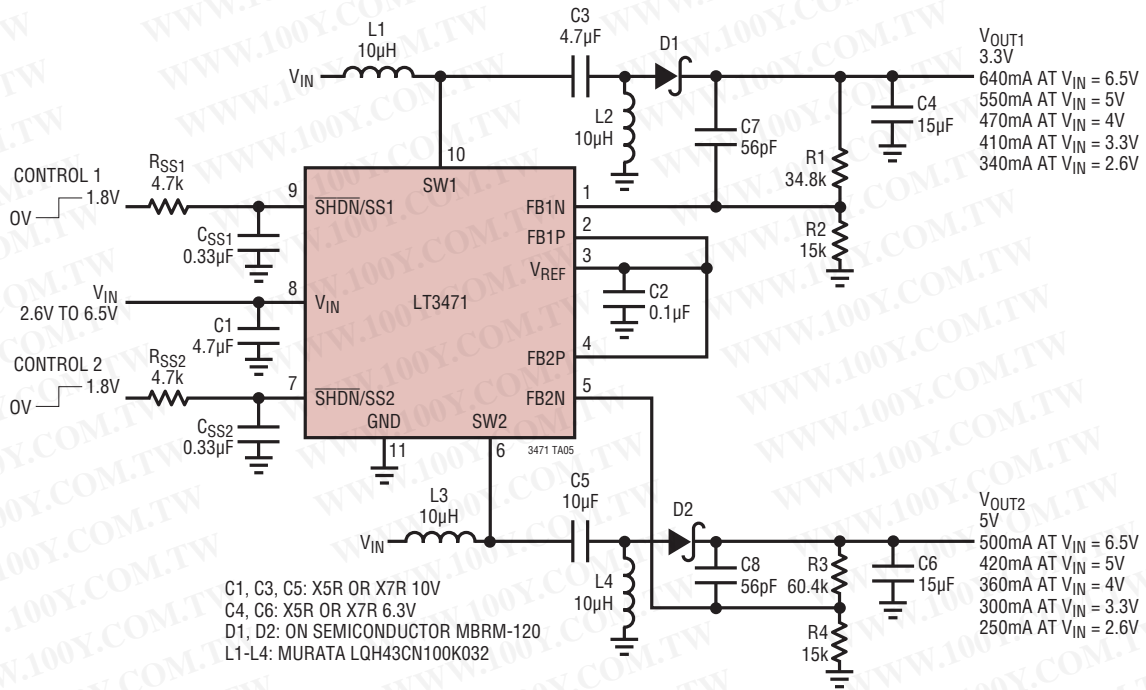 L1
10µH
VIN
C3
4.7µF
D1
L2
10µH
C7
56pF
R1
34.8k
R2
15k
C4
15µF
VOUT1
3.3V
640mA AT VIN = 6.5V
550mA AT VIN = 5V
470mA AT VIN = 4V
410mA AT VIN = 3.3V
340mA AT VIN = 2.6V
CONTROL 1
0V
1.8V
RSS1
4.7k
CSS1
0.33µF
VIN
2.6V TO 6.5V
C1
4.7µF
CONTROL 2
0V
1.8V
RSS2
4.7k
CSS2
0.33µF
10
SW1
9
SHDN/SS1
8
VIN
7
SHDN/SS2
LT3471
1
FB1N
2
FB1P
3
VREF
4
FB2P
5
FB2N
C2
0.1µF
GND
11
SW2
6
3471 TA05
L3
10µH
VIN
C5
10µF
D2
L4
10µH
C8
56pF
R3
60.4k
R4
15k
C6
15µF
VOUT2
5V
500mA AT VIN = 6.5V
420mA AT VIN = 5V
360mA AT VIN = 4V
300mA AT VIN = 3.3V
250mA AT VIN = 2.6V
C1, C3, C5: X5R OR X7R 10V
C4, C6: X5R OR X7R 6.3V
D1, D2: ON SEMICONDUCTOR MBRM-120
L1-L4: MURATA LQH43CN100K032
WWW.100Y.COM.TW